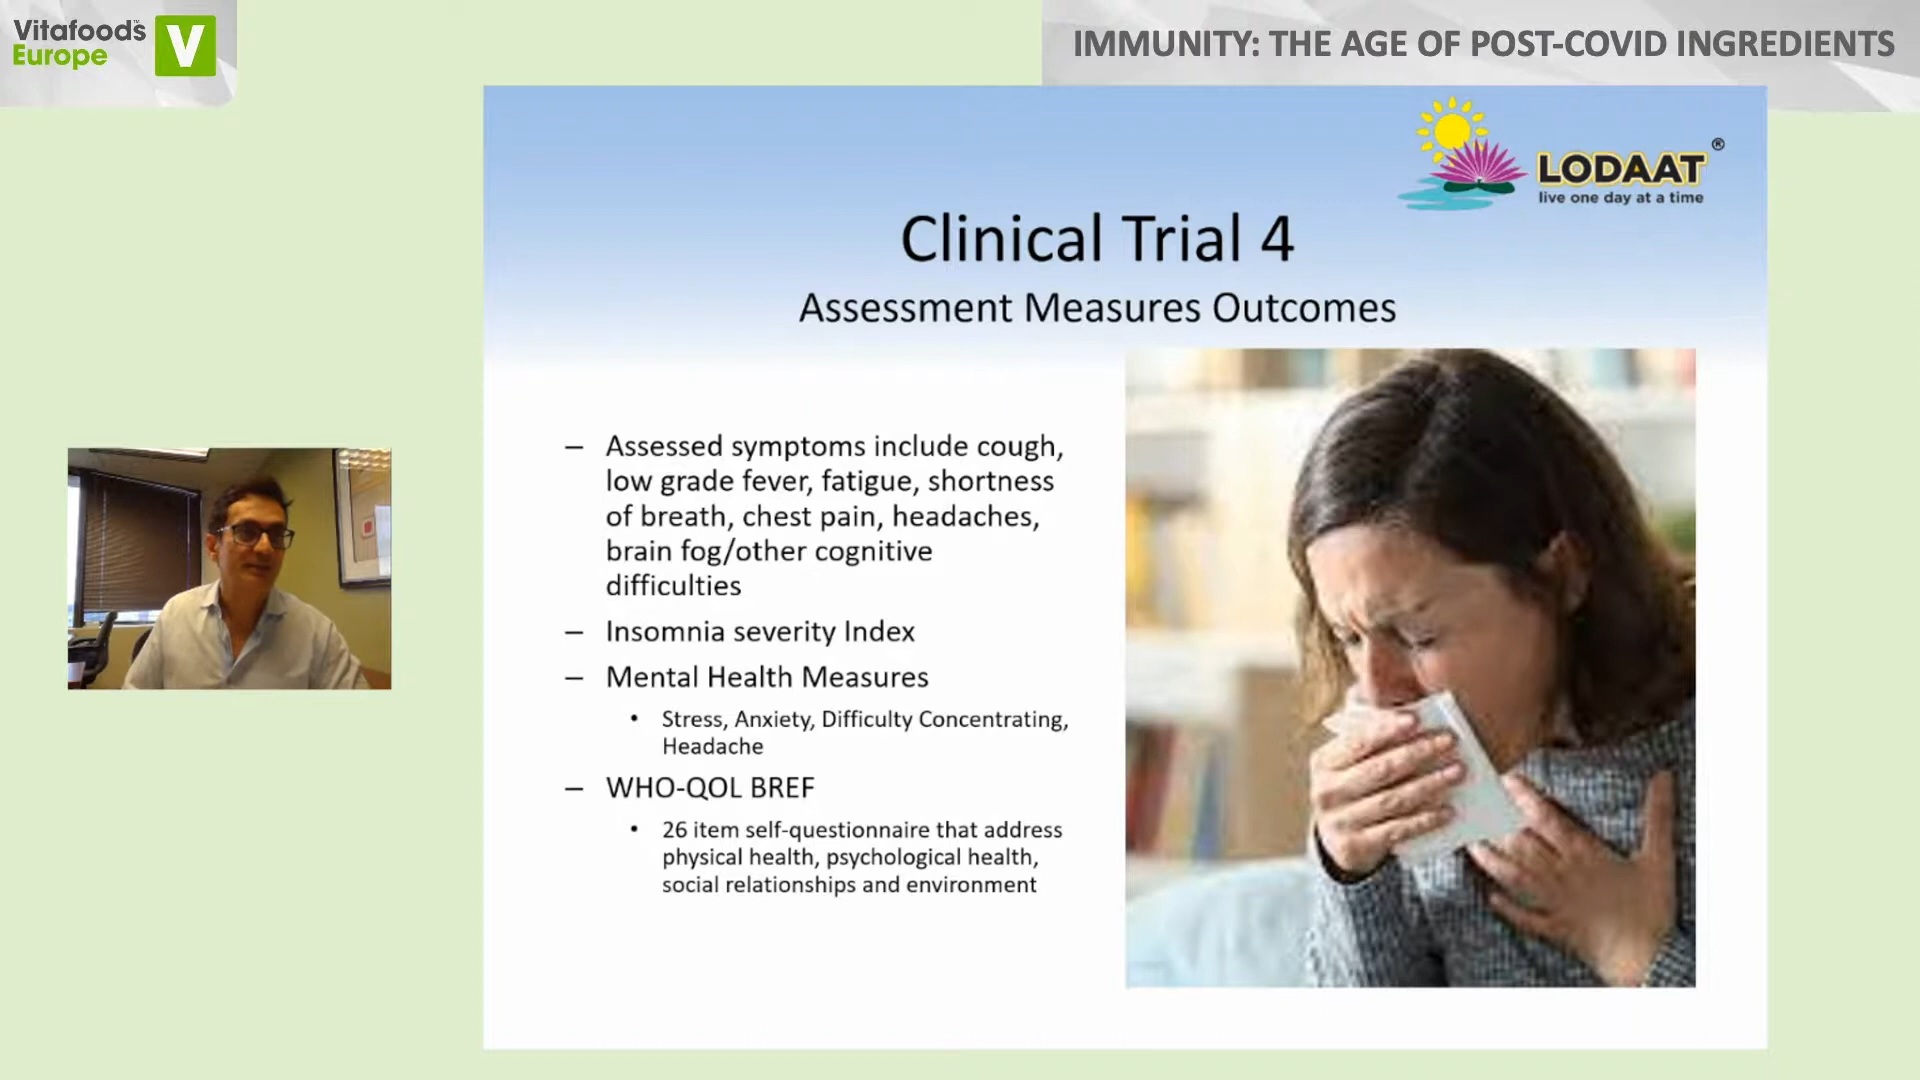 Vitafoods™
Europe
V
IMMUNITY: THE AGE OF POST-COVID INGREDIENTS
LODAAT®
live one day at a time
Clinical Trial 4
Assessment Measures Outcomes
– Assessed symptoms include cough,
low grade fever, fatigue, shortness
of breath, chest pain, headaches,
brain fog/other cognitive
difficulties
– Insomnia severity Index
– Mental Health Measures
• Stress, Anxiety, Difficulty Concentrating,
Headache
– WHO-QOL BREF
• 26 item self-questionnaire that address
physical health, psychological health,
social relationships and environment